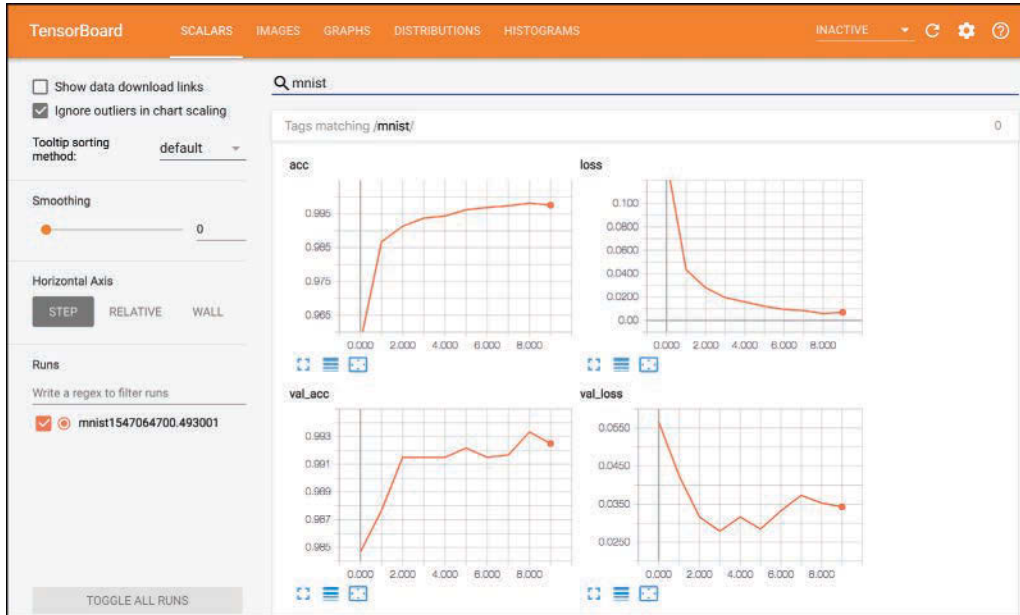 TensorBoard SCALARS IMAGES GRAPHS DISTRIBUTIONS HISTOGRAMS INACTIVE
Show data download links
Ignore outliers in chart scaling
Tooltip sorting
method: default
Smoothing
0
Horizontal Axis
STEP RELATIVE WALL
Runs
Write a regex to filter runs
mnist1547064700.493001
TOGGLE ALL RUNS
mnist
Tags matching /mnist/ 0
acc
0.995
0.985
0.975
0.965
0.000 2.000 4.000 6.000 8.000
loss
0.100
0.0800
0.0600
0.0400
0.0200
0.00
0.000 2.000 4.000 6.000 8.000
val_acc
0.993
0.991
0.989
0.987
0.985
0.000 2.000 4.000 6.000 8.000
val_loss
0.0550
0.0450
0.0350
0.0250
0.000 2.000 4.000 6.000 8.000